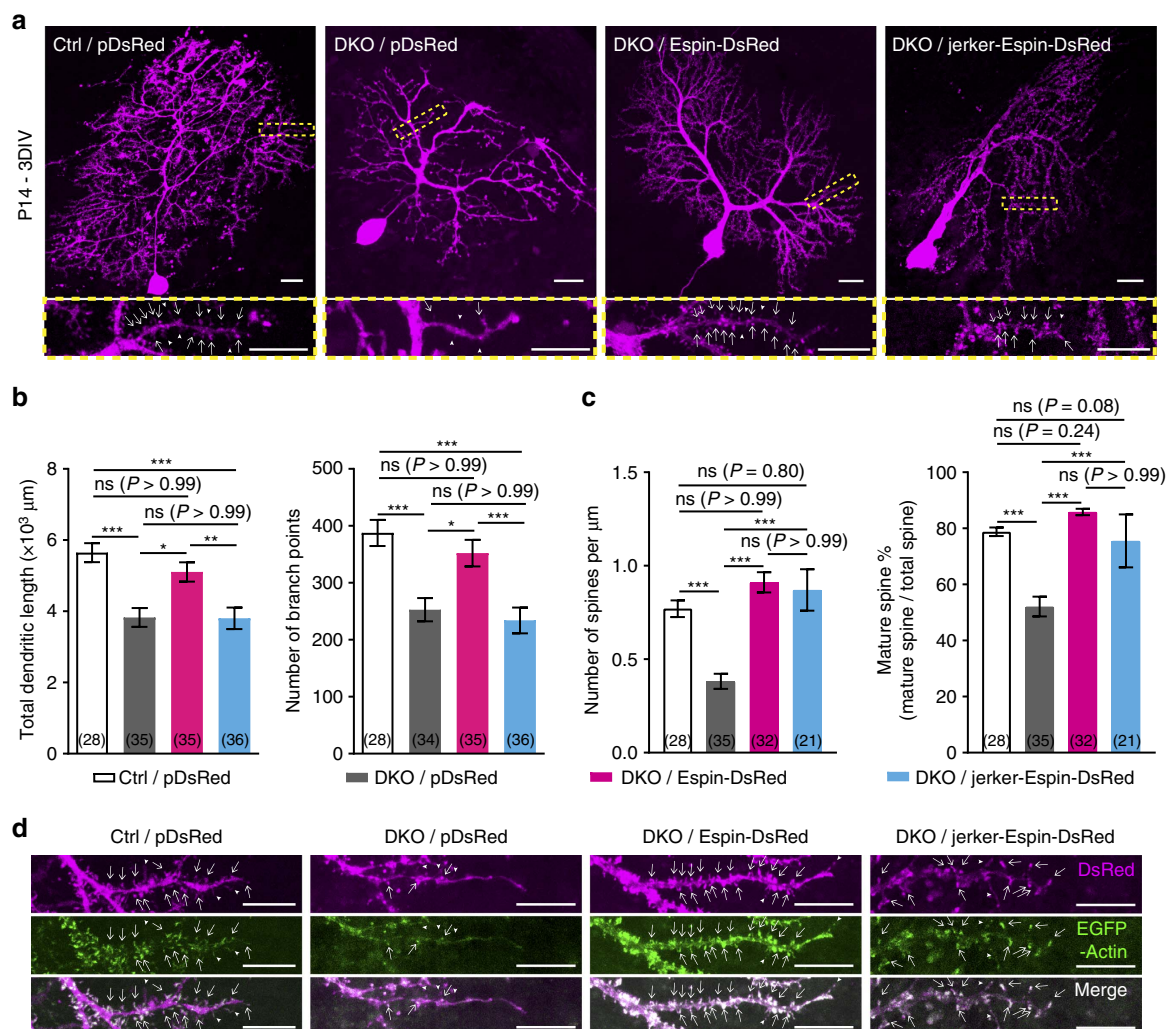 a
Ctrl / pDsRed
DKO / pDsRed
DKO / Espin-DsRed
DKO / jerker-Espin-DsRed
P14 - 3DIV
b
c
Total dendritic length (×10³ μm)
8
6
4
2
0
***
ns (P > 0.99)
ns (P > 0.99)
***
*
**
(28)
(35)
(35)
(36)
Number of branch points
500
400
300
200
100
0
***
ns (P > 0.99)
ns (P > 0.99)
***
*
***
(28)
(34)
(35)
(36)
Number of spines per μm
1.5
1.0
0.5
0.0
ns (P = 0.80)
ns (P > 0.99)
***
ns (P > 0.99)
***
***
(28)
(35)
(32)
(21)
Mature spine %
(mature spine / total spine)
100
80
60
40
20
0
ns (P = 0.08)
ns (P = 0.24)
***
ns (P > 0.99)
***
***
(28)
(35)
(32)
(21)
Ctrl / pDsRed
DKO / pDsRed
DKO / Espin-DsRed
DKO / jerker-Espin-DsRed
d
Ctrl / pDsRed
DKO / pDsRed
DKO / Espin-DsRed
DKO / jerker-Espin-DsRed
DsRed
EGFP
-Actin
Merge